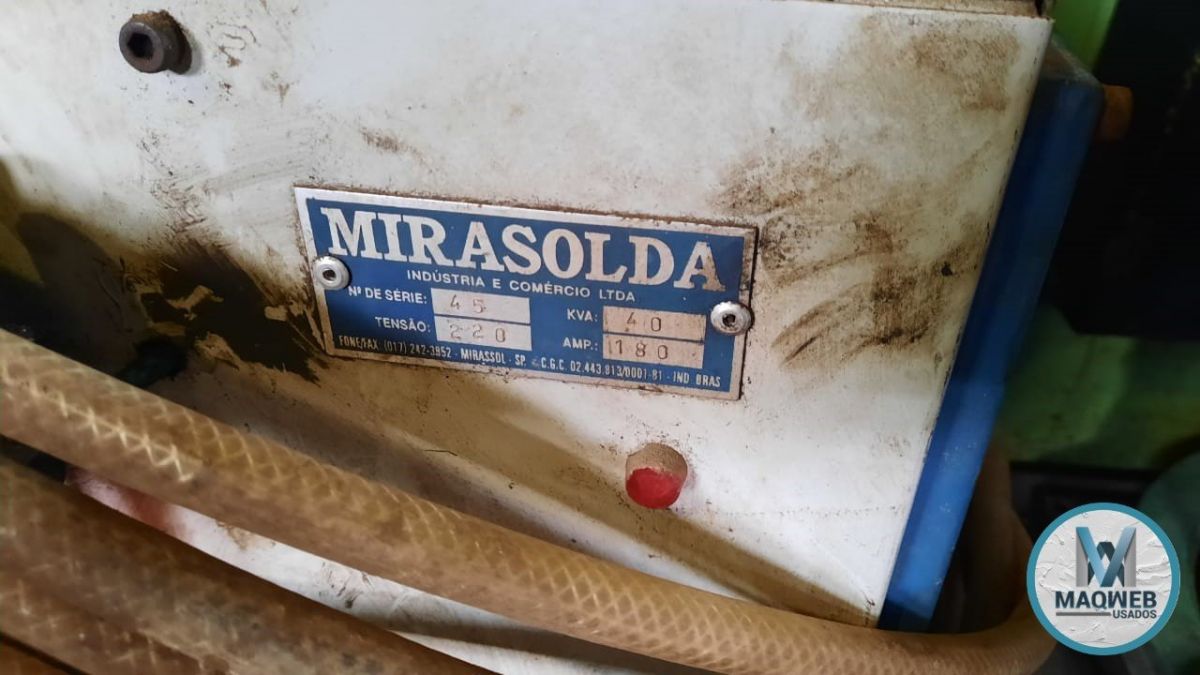 MIRASOLDA
INDÚSTRIA E COMÉRCIO LTDA
Nº DE SÉRIE: 45 KVA: 40
TENSÃO: 220 AMP.: 180
FONE/FAX (017) 242-3952 - MIRASSOL - SP. - C.G.C. 02.443.813/0001-81 - IND BRAS
MAQWEB
USADOS